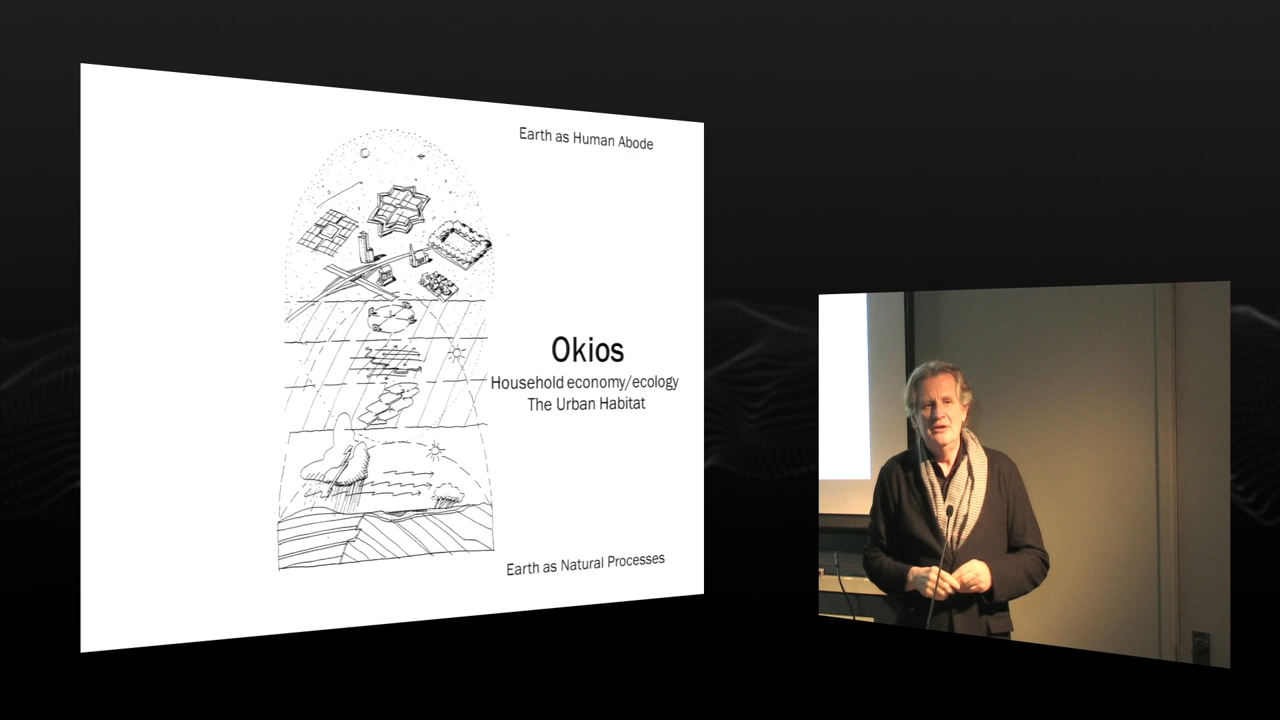 Earth as Human Abode
Okios
Household economy/ecology
The Urban Habitat
Earth as Natural Processes